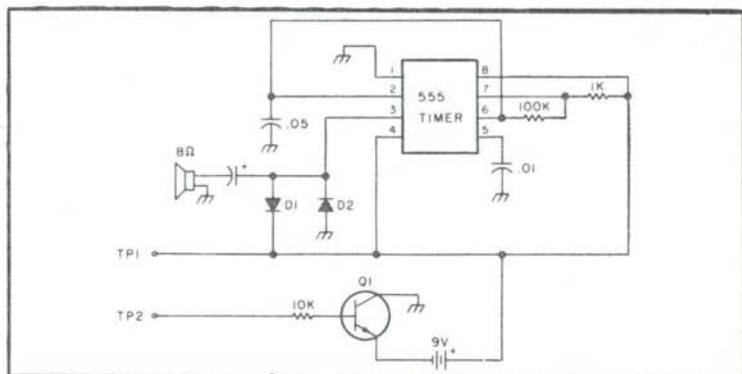 1
8
2
7
3
6
4
5
555
TIMER
1K
100K
.05
.01
8Ω
+
D1
D2
TP1
Q1
TP2
10K
9V
+